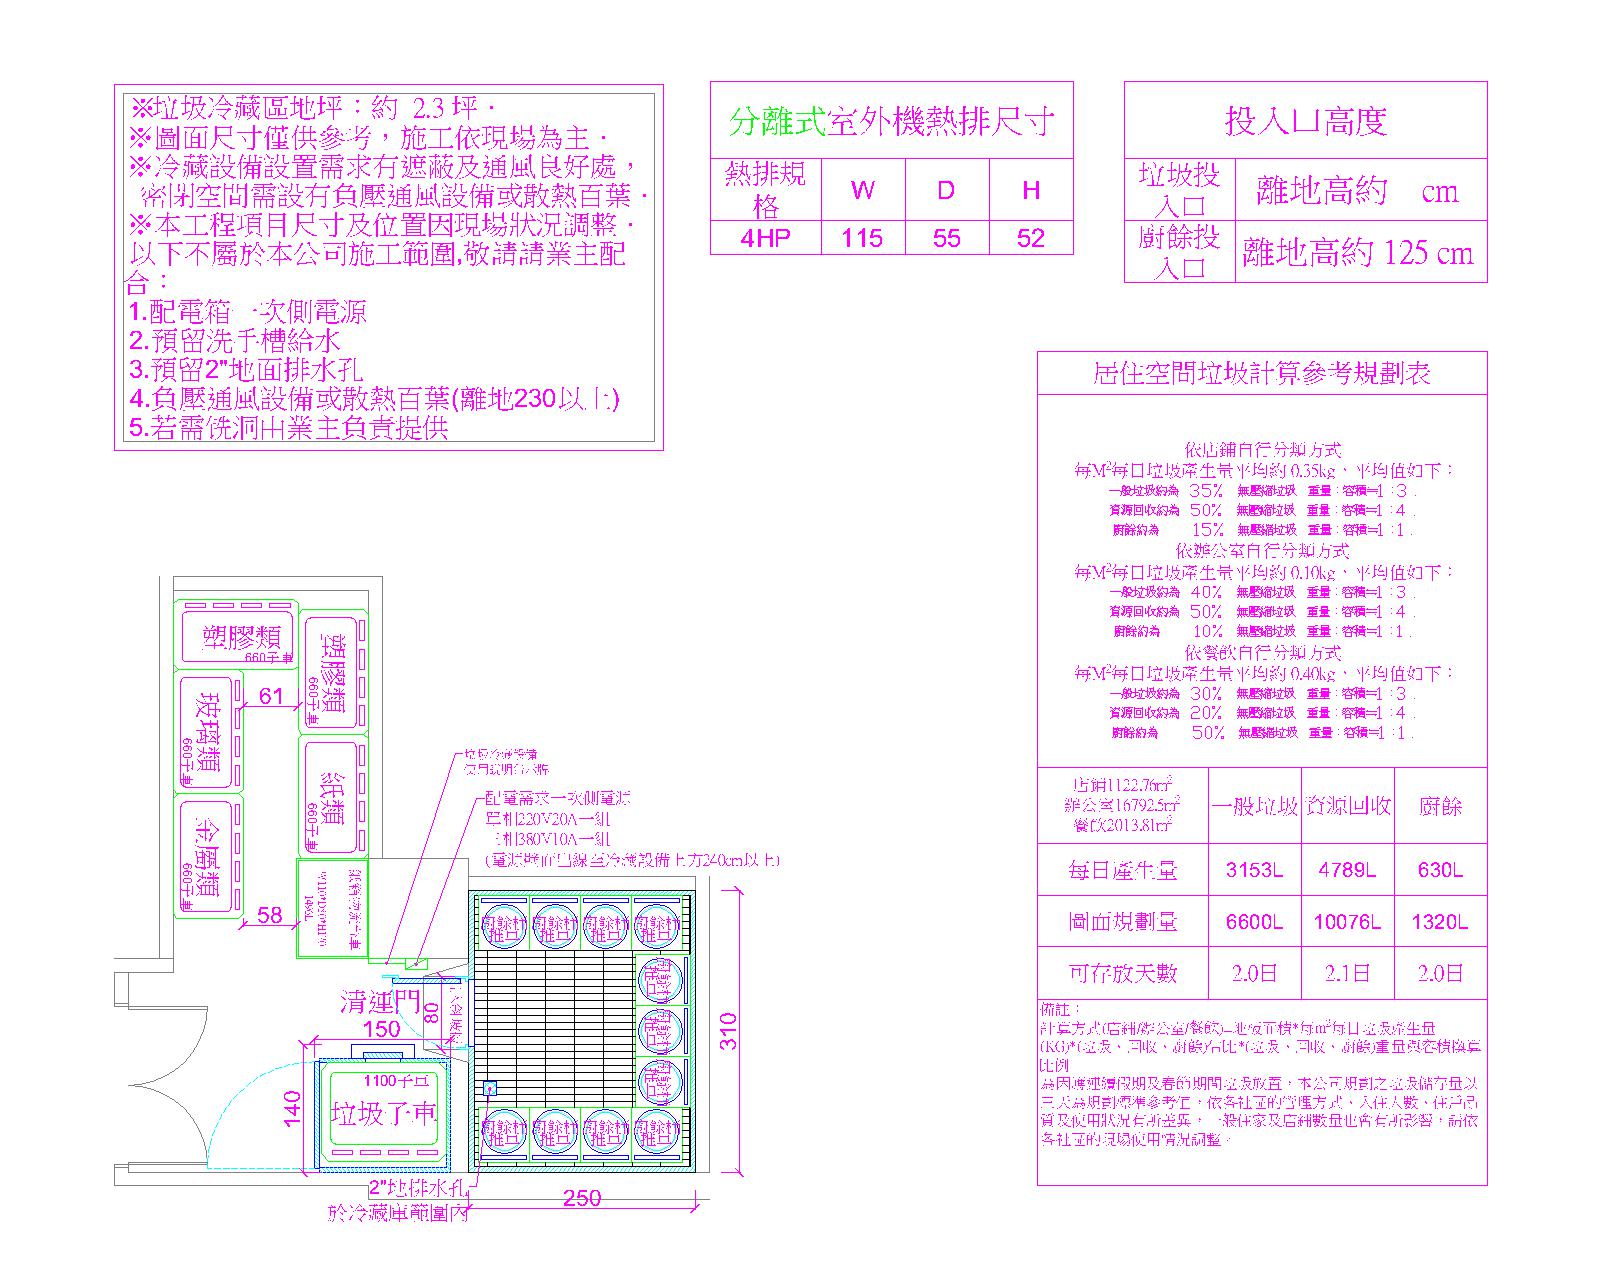 ※垃圾冷藏區地坪：約 2.3 坪．
※圖面尺寸僅供參考，施工依現場為主．
※冷藏設備設置需求有遮蔽及通風良好處，
密閉空間需設有負壓通風設備或散熱百葉．
※本工程項目尺寸及位置因現場狀況調整．
以下不屬於本公司施工範圍,敬請請業主配
合：
1.配電箱一次側電源
2.預留洗手槽給水
3.預留2"地面排水孔
4.負壓通風設備或散熱百葉(離地230以上)
5.若需洗洞由業主負責提供
分離式室外機熱排尺寸
熱排規格 W D H
4HP 115 55 52
投入口高度
垃圾投入口 離地高約 cm
廚餘投入口 離地高約 125 cm
居住空間垃圾計算參考規劃表
依店鋪自行分類方式
每M²每日垃圾產生量平均約 0.35kg，平均值如下：
一般垃圾約為 35% 無壓縮垃圾 重量：容積=1：3．
資源回收約為 50% 無壓縮垃圾 重量：容積=1：4．
廚餘約為 15% 無壓縮垃圾 重量：容積=1：1．
依辦公室自行分類方式
每M²每日垃圾產生量平均約 0.10kg，平均值如下：
一般垃圾約為 40% 無壓縮垃圾 重量：容積=1：3．
資源回收約為 50% 無壓縮垃圾 重量：容積=1：4．
廚餘約為 10% 無壓縮垃圾 重量：容積=1：1．
依餐飲自行分類方式
每M²每日垃圾產生量平均約 0.40kg，平均值如下：
一般垃圾約為 30% 無壓縮垃圾 重量：容積=1：3．
資源回收約為 20% 無壓縮垃圾 重量：容積=1：4．
廚餘約為 50% 無壓縮垃圾 重量：容積=1：1．
店鋪1122.76m²
辦公室16792.5m²
餐飲2013.81m²
一般垃圾 資源回收 廚餘
每日產生量 3153L 4789L 630L
圖面規劃量 6600L 10076L 1320L
可存放天數 2.0日 2.1日 2.0日
備註：
計算方式(店鋪/辦公室/餐飲)=地坡面積*每m²每日垃圾產生量
(KG)*(垃圾、回收、廚餘)佔比*(垃圾、回收、廚餘)重量與容積換算
比例
為因應連續假期及春節期間垃圾放置，本公司規劃之垃圾儲存量以
三天為規劃標準參考值，依各社區的管理方式、入住人數、住戶品
質及使用狀況有所差異，一般住家及店鋪數量也會有所影響，請依
各社區的現場使用情況調整。
塑膠類
660子車
塑膠類
660子車
玻璃類
660子車
61
紙類
660子車
金屬類
660子車
58
垃圾冷藏設備
使用說明告示牌
配電需求一次側電源
單相220V20A一組
三相380V10A一組
(電源壁面出線至冷藏設備上方240cm以上)
清運門
80
150
140
1100子車
垃圾子車
廚餘桶
推口
廚餘桶
推口
廚餘桶
推口
廚餘桶
推口
310
250
2"地排水孔
於冷藏庫範圍內